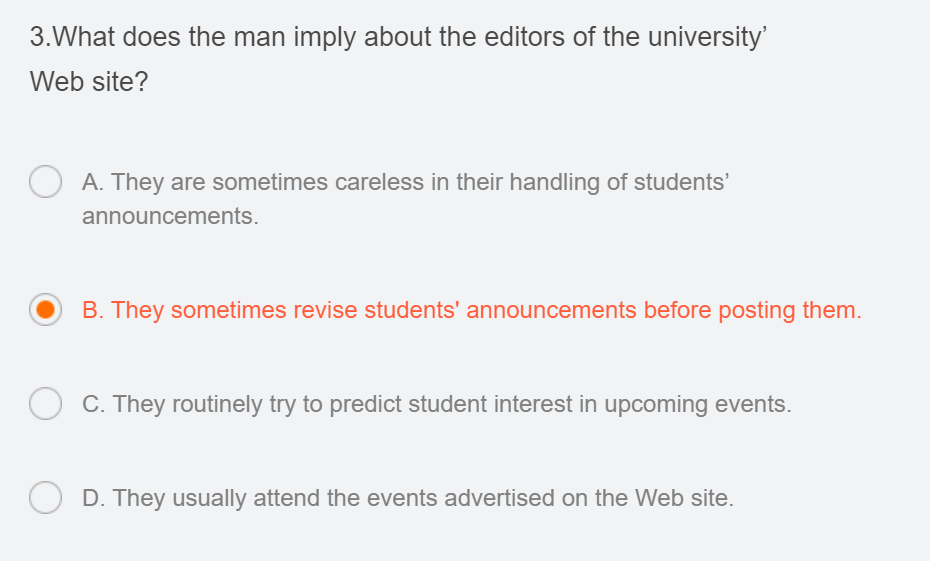 3.What does the man imply about the editors of the university’
Web site?
A. They are sometimes careless in their handling of students’
announcements.
B. They sometimes revise students' announcements before posting them.
C. They routinely try to predict student interest in upcoming events.
D. They usually attend the events advertised on the Web site.